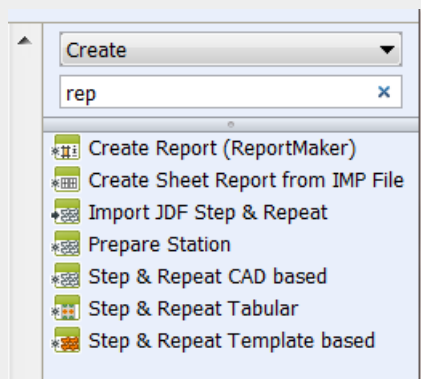 Create
rep
Create Report (ReportMaker)
Create Sheet Report from IMP File
Import JDF Step & Repeat
Prepare Station
Step & Repeat CAD based
Step & Repeat Tabular
Step & Repeat Template based